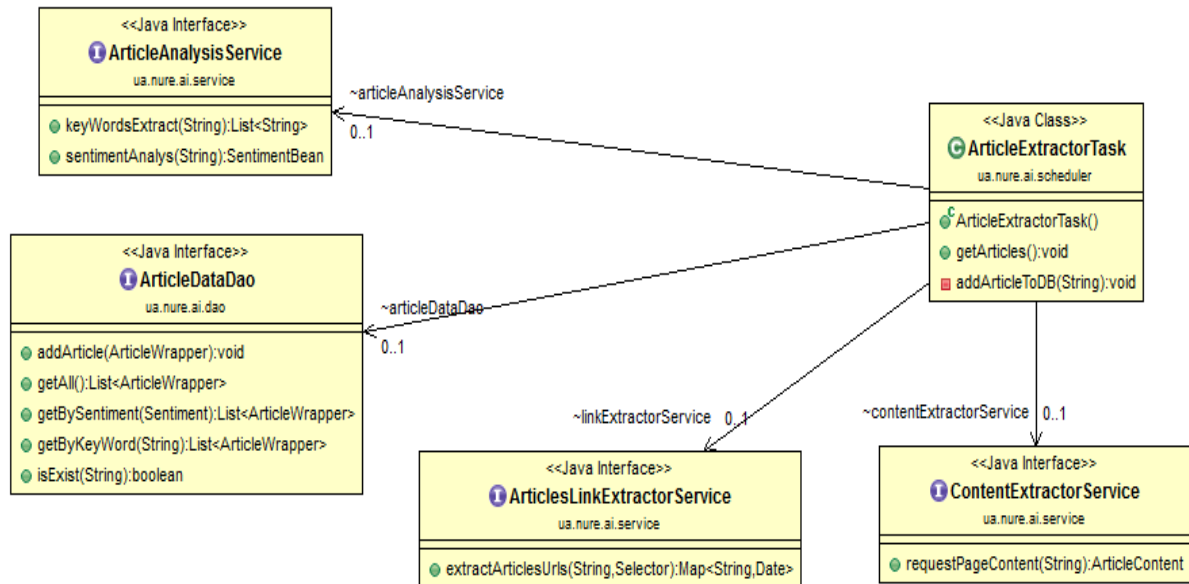 <<Java Interface>>
ArticleAnalysisService
ua.nure.ai.service
keyWordsExtract(String):List<String>
sentimentAnalys(String):SentimentBean
~articleAnalysisService
0..1
<<Java Class>>
ArticleExtractorTask
ua.nure.ai.scheduler
ArticleExtractorTask()
getArticles():void
addArticleToDB(String):void
<<Java Interface>>
ArticleDataDao
ua.nure.ai.dao
addArticle(ArticleWrapper):void
getAll():List<ArticleWrapper>
getBySentiment(Sentiment):List<ArticleWrapper>
getByKeyWord(String):List<ArticleWrapper>
isExist(String):boolean
~articleDataDao
0..1
~linkExtractorService 0..1
~contentExtractorService 0..1
<<Java Interface>>
ArticlesLinkExtractorService
ua.nure.ai.service
extractArticlesUrls(String,Selector):Map<String,Date>
<<Java Interface>>
ContentExtractorService
ua.nure.ai.service
requestPageContent(String):ArticleContent